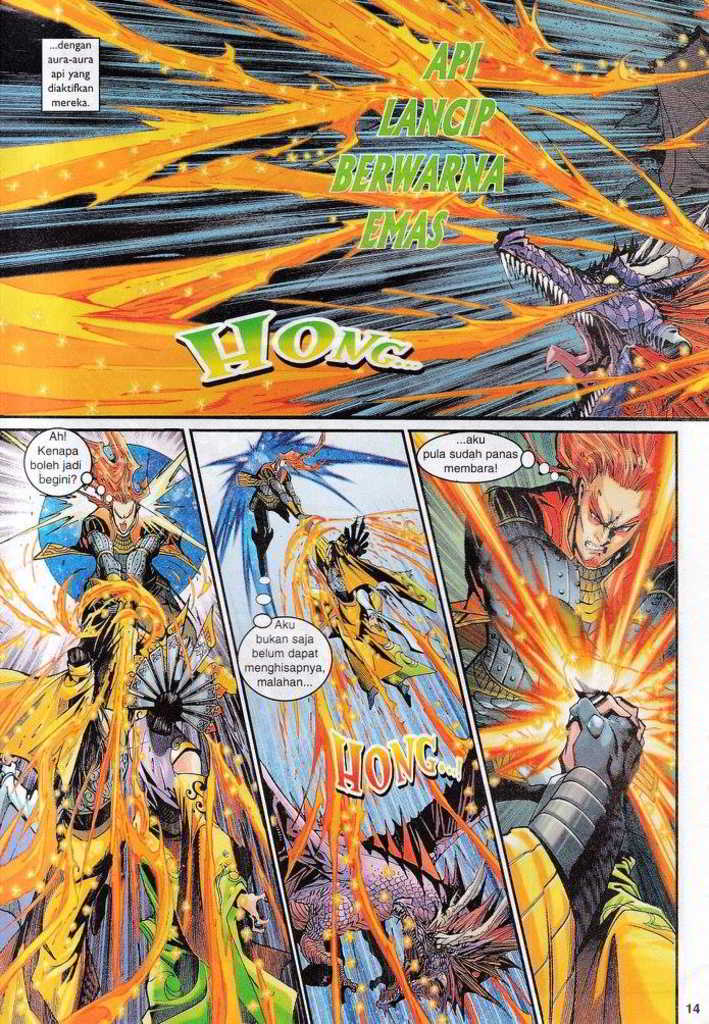 ...dengan
aura-aura
api yang
diaktifkan
mereka.
API
LANCIP
BERWARNA
EMAS
HONG...
Ah!
Kenapa
boleh jadi
begini?
Aku
bukan saja
belum dapat
menghisapnya,
malahan...
HONG...!
...aku
pula sudah panas
membara!
14